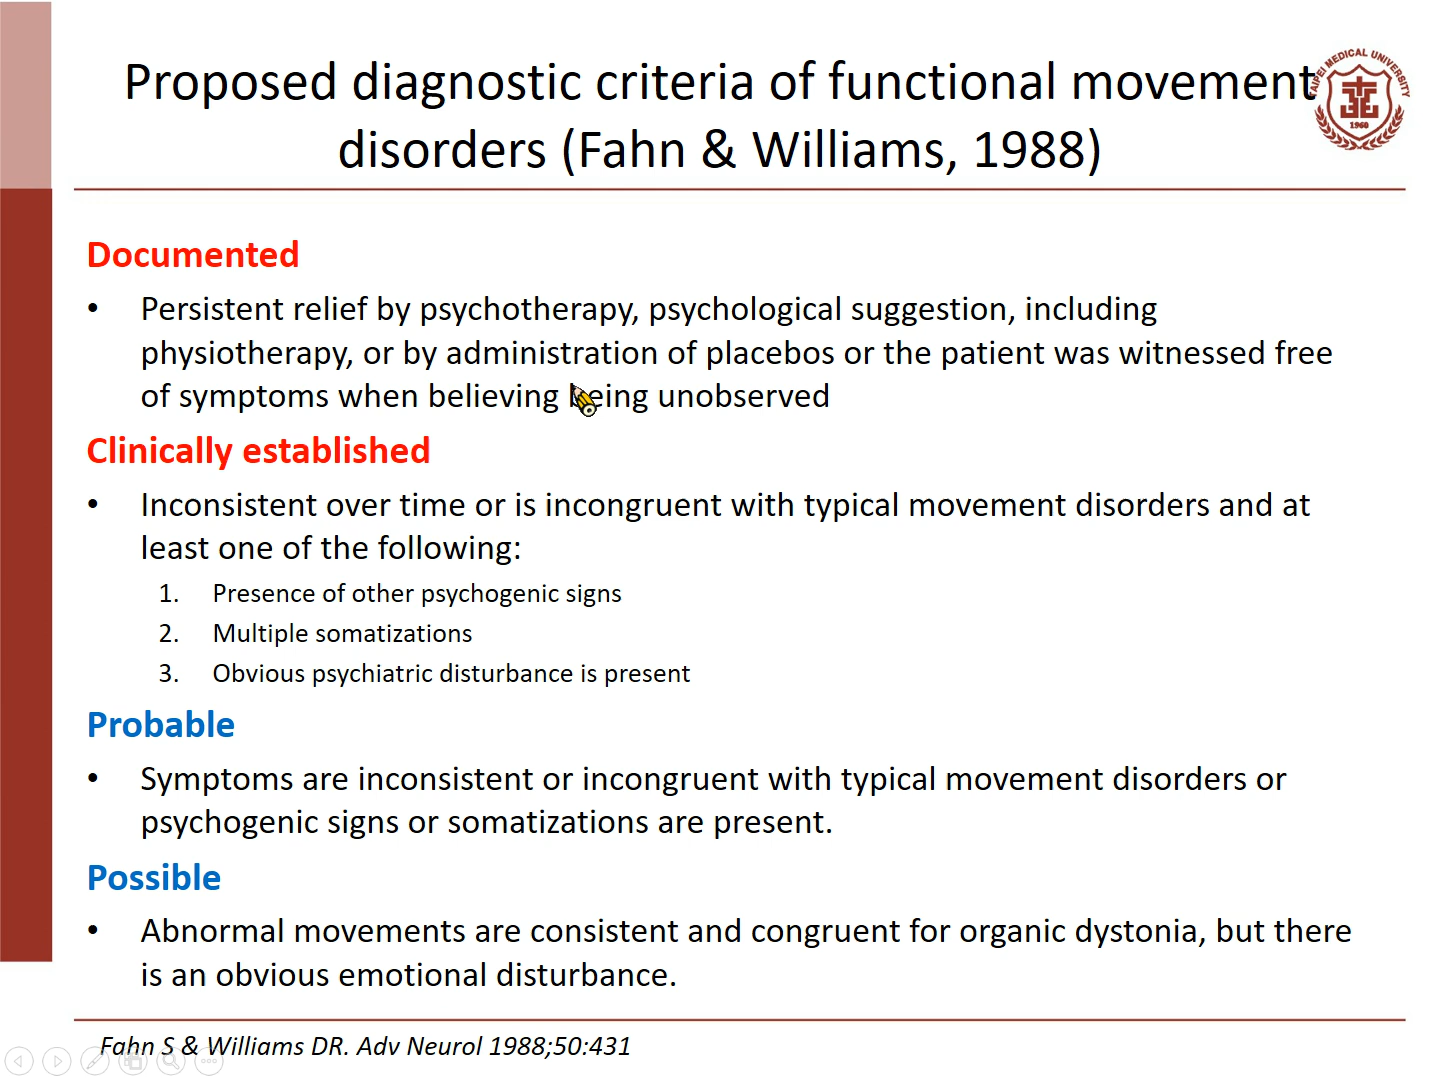 Proposed diagnostic criteria of functional movement
disorders (Fahn & Williams, 1988)
TAIPEI MEDICAL UNIVERSITY
1960
Documented
• Persistent relief by psychotherapy, psychological suggestion, including
physiotherapy, or by administration of placebos or the patient was witnessed free
of symptoms when believing being unobserved
Clinically established
• Inconsistent over time or is incongruent with typical movement disorders and at
least one of the following:
1. Presence of other psychogenic signs
2. Multiple somatizations
3. Obvious psychiatric disturbance is present
Probable
• Symptoms are inconsistent or incongruent with typical movement disorders or
psychogenic signs or somatizations are present.
Possible
• Abnormal movements are consistent and congruent for organic dystonia, but there
is an obvious emotional disturbance.
Fahn S & Williams DR. Adv Neurol 1988;50:431